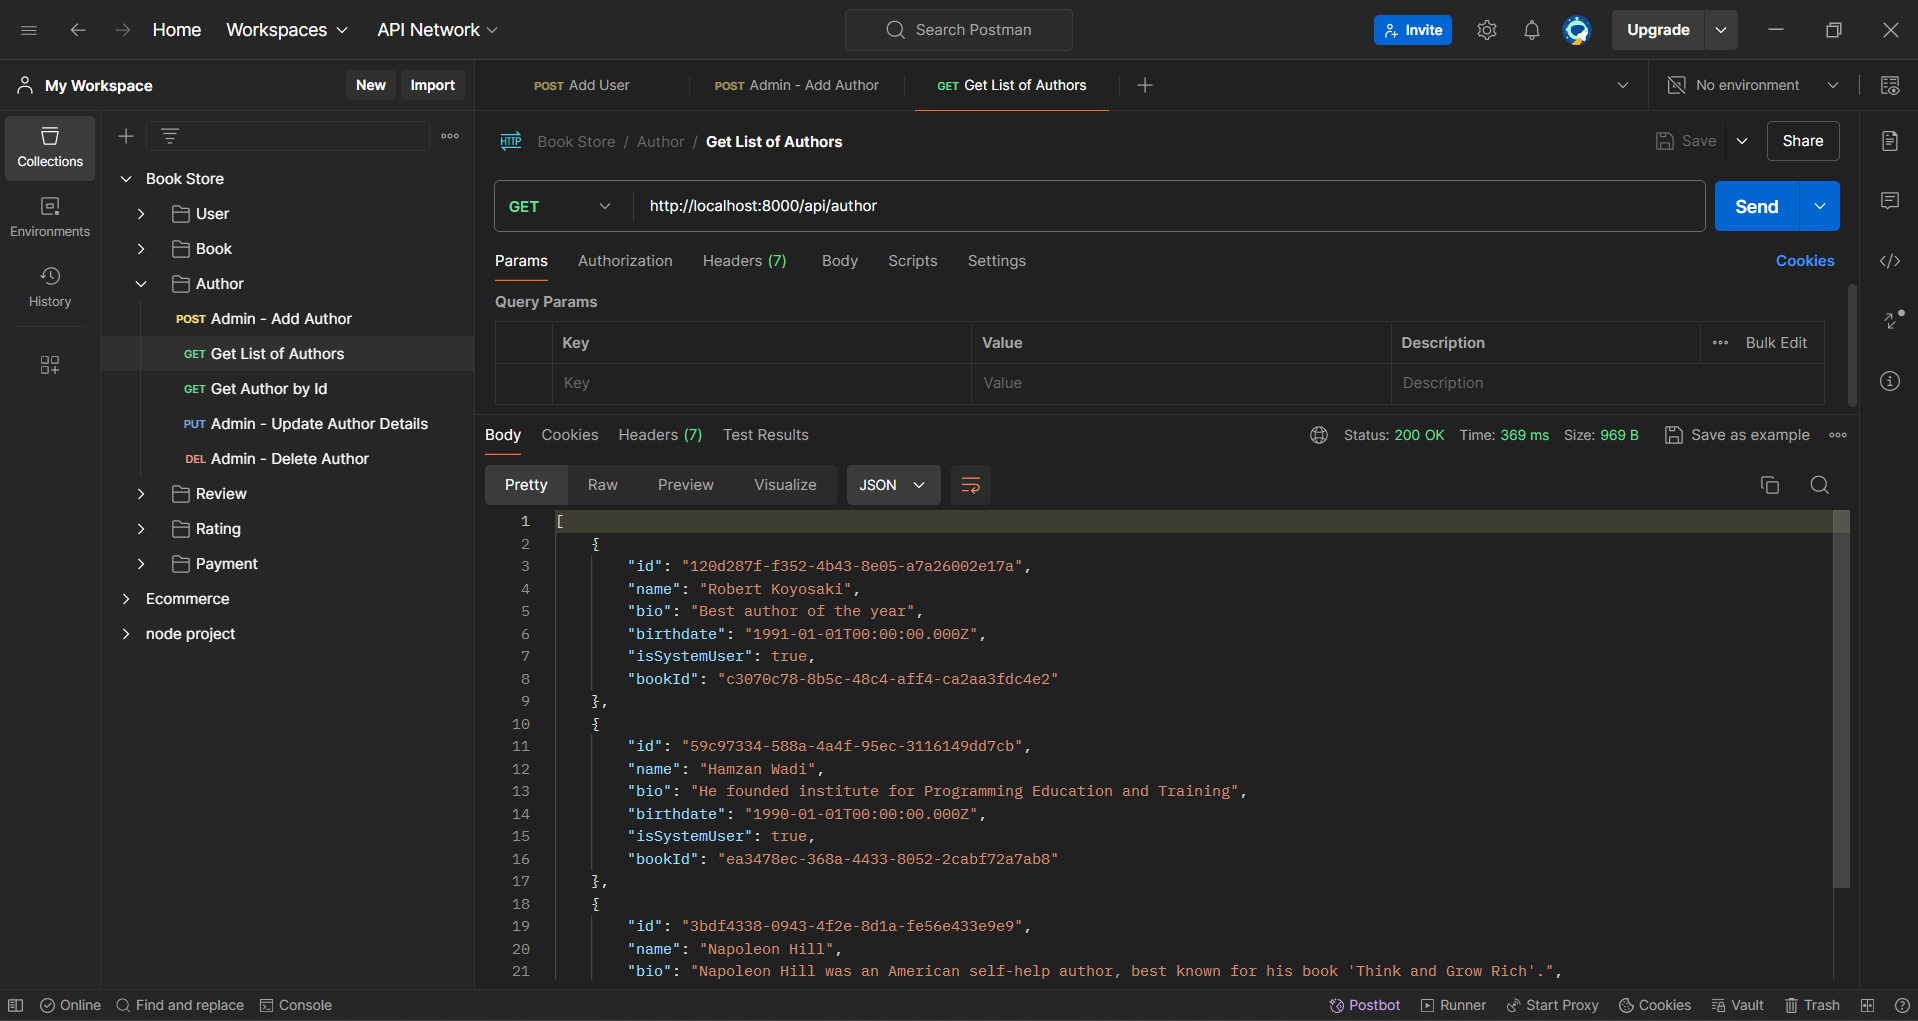 Home Workspaces API Network Search Postman Invite Upgrade
My Workspace New Import POST Add User POST Admin - Add Author GET Get List of Authors No environment
Collections
Environments
History
Book Store
User
Book
Author
POST Admin - Add Author
GET Get List of Authors
GET Get Author by Id
PUT Admin - Update Author Details
DEL Admin - Delete Author
Review
Rating
Payment
Ecommerce
node project
HTTP Book Store / Author / Get List of Authors Save Share
GET http://localhost:8000/api/author Send
Params Authorization Headers (7) Body Scripts Settings Cookies
Query Params
Key Value Description Bulk Edit
Key Value Description
Body Cookies Headers (7) Test Results Status: 200 OK Time: 369 ms Size: 969 B Save as example
Pretty Raw Preview Visualize JSON
1 [
2 {
3 "id": "120d287f-f352-4b43-8e05-a7a26002e17a",
4 "name": "Robert Koyosaki",
5 "bio": "Best author of the year",
6 "birthdate": "1991-01-01T00:00:00.000Z",
7 "isSystemUser": true,
8 "bookId": "c3070c78-8b5c-48c4-aff4-ca2aa3fdc4e2"
9 },
10 {
11 "id": "59c97334-588a-4a4f-95ec-3116149dd7cb",
12 "name": "Hamzan Wadi",
13 "bio": "He founded institute for Programming Education and Training",
14 "birthdate": "1990-01-01T00:00:00.000Z",
15 "isSystemUser": true,
16 "bookId": "ea3478ec-368a-4433-8052-2cabf72a7ab8"
17 },
18 {
19 "id": "3bdf4338-0943-4f2e-8d1a-fe56e433e9e9",
20 "name": "Napoleon Hill",
21 "bio": "Napoleon Hill was an American self-help author, best known for his book 'Think and Grow Rich'.",
Online Find and replace Console Postbot Runner Start Proxy Cookies Vault Trash